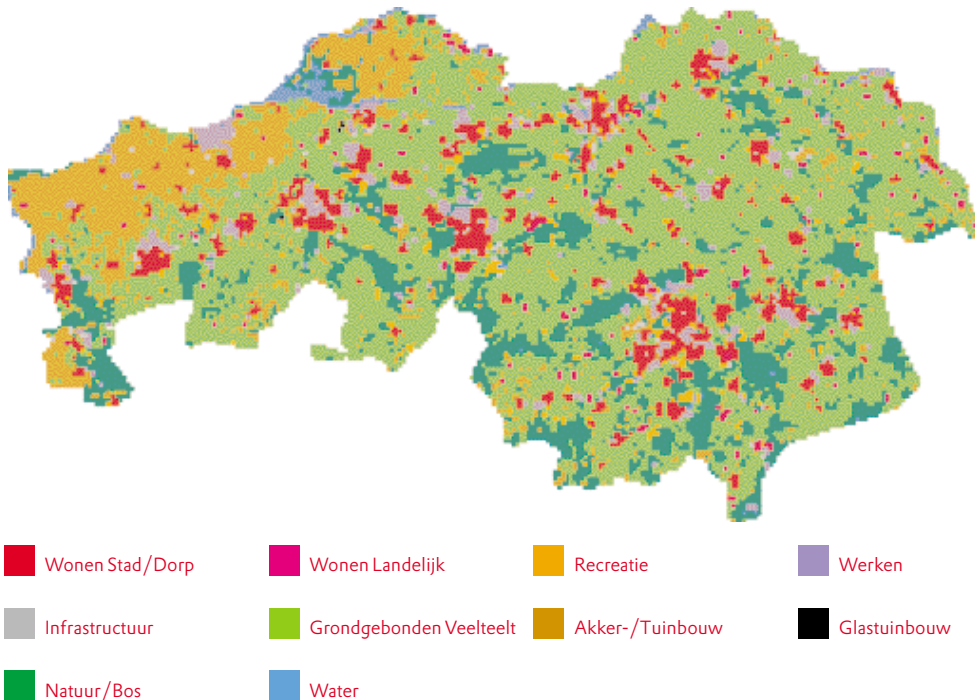 Wonen Stad/Dorp
Wonen Landelijk
Recreatie
Werken
Infrastructuur
Grondgebonden Veelteelt
Akker-/Tuinbouw
Glastuinbouw
Natuur/Bos
Water